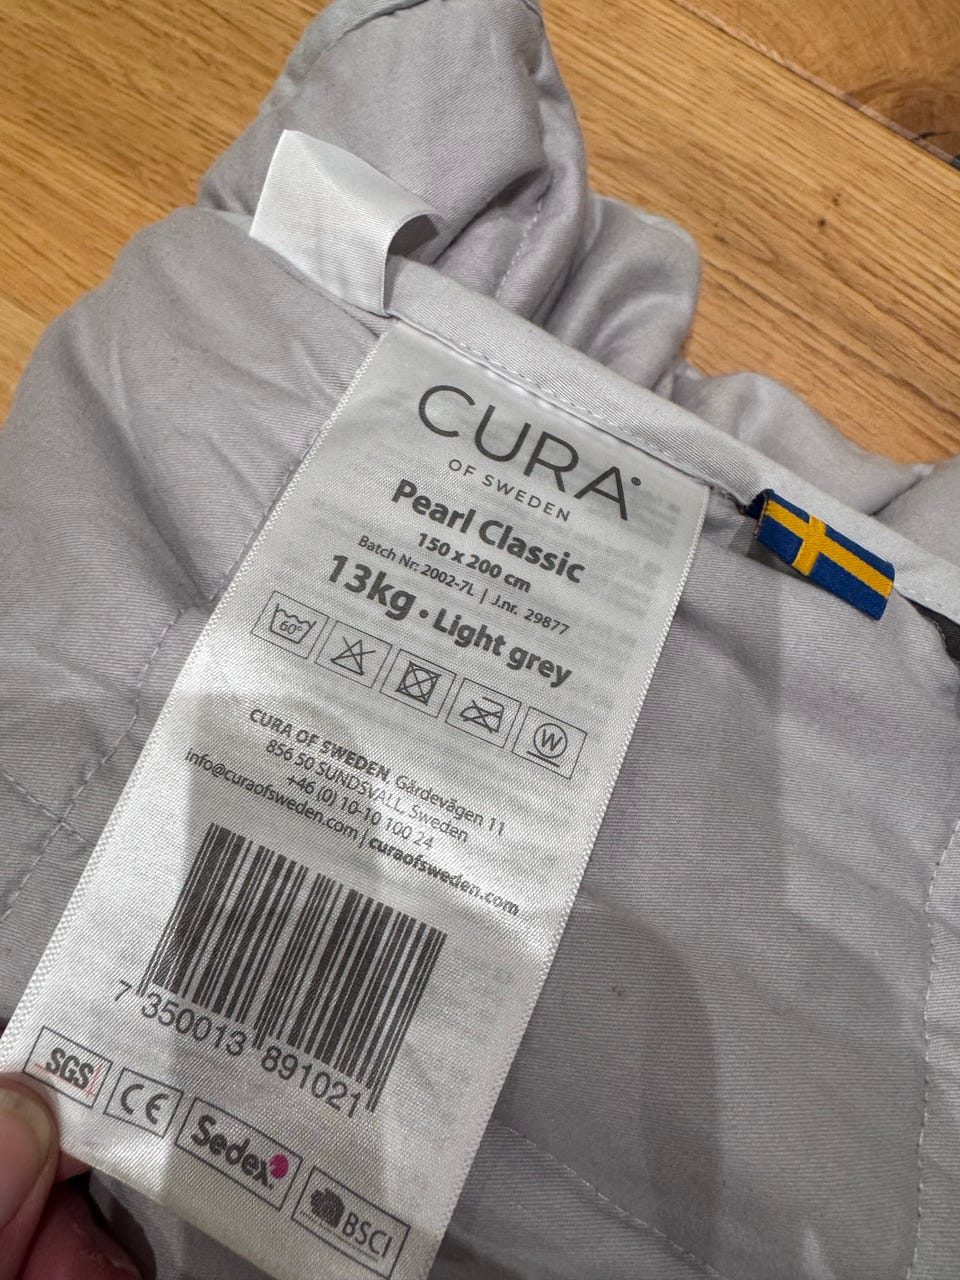 CURA
OF SWEDEN
Pearl Classic
150 x 200 cm
Batch Nr: 2002-7L | J.nr. 29877
13kg • Light grey
60°
W
CURA OF SWEDEN, Gärdevägen 11
856 50 SUNDSVALL, Sweden
+46 (0) 10-10 100 24
info@curaofsweden.com | curaofsweden.com
7 350013 891021
SGS
CE
Sedex
BSCI